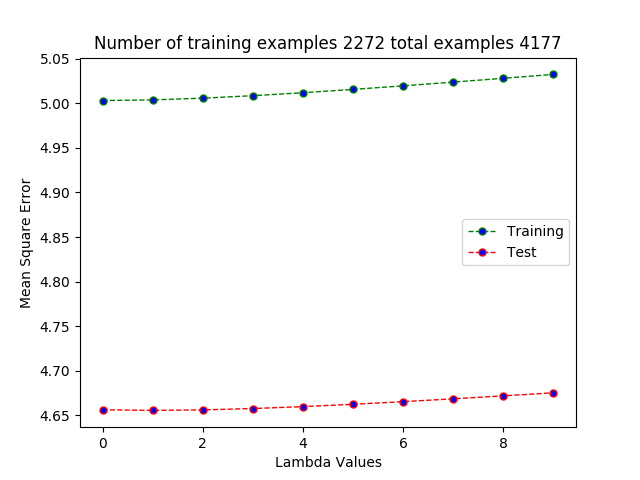 Number of training examples 2272 total examples 4177
5.05
5.00
4.95
4.90
4.85
4.80
4.75
4.70
4.65
Mean Square Error
Training
Test
0 2 4 6 8
Lambda Values